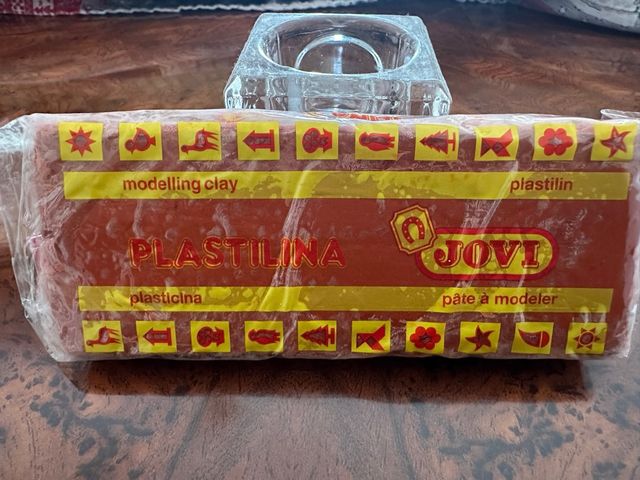 modelling clay plastilin
PLASTILINA JOVI
plasticina pâte à modeler